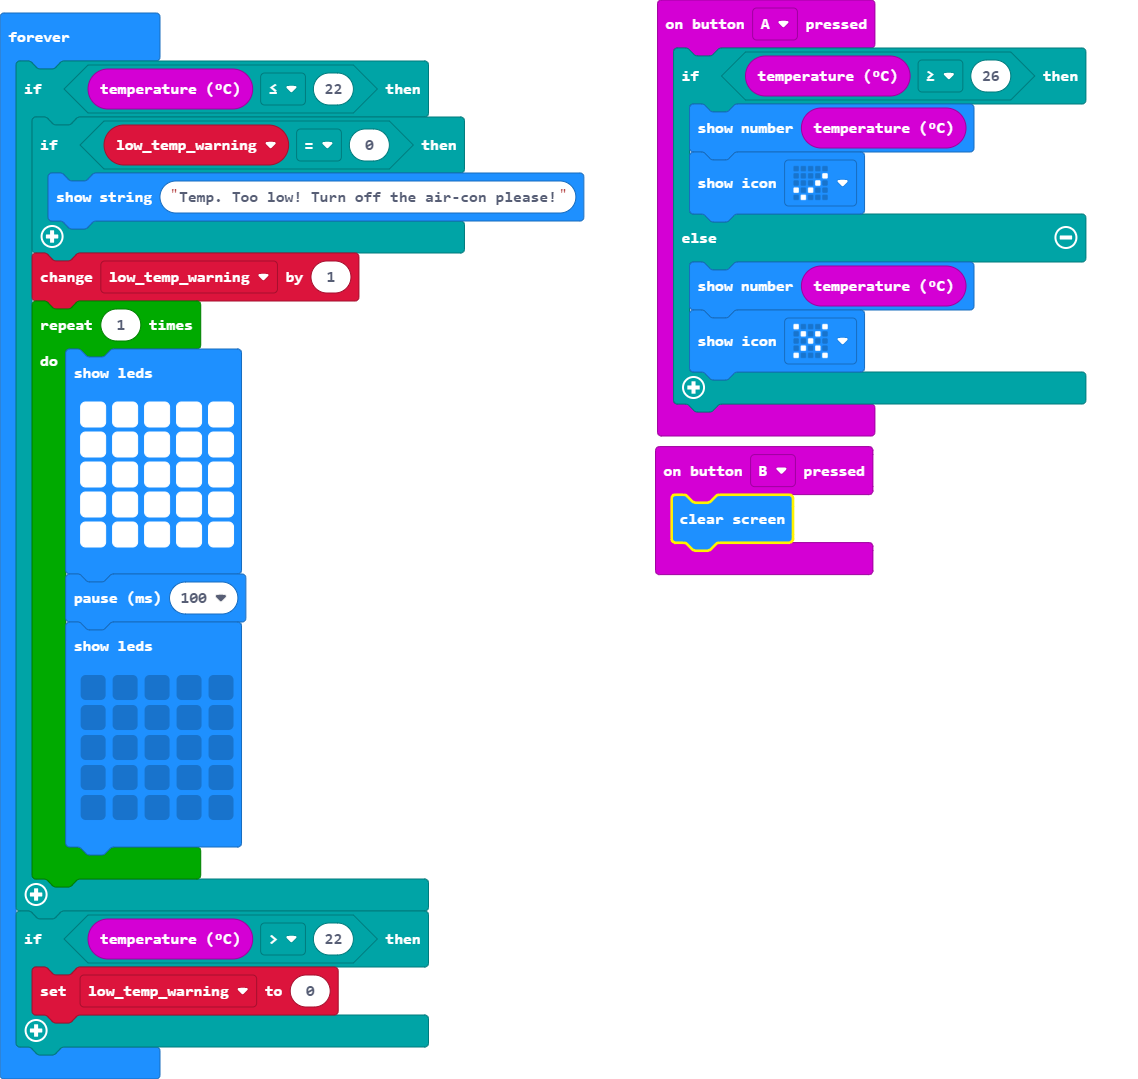 forever
if temperature (ºC) ≤ 22 then
if low_temp_warning = 0 then
show string "Temp. Too low! Turn off the air-con please!"
change low_temp_warning by 1
repeat 1 times
do
show leds
pause (ms) 100
show leds
if temperature (ºC) > 22 then
set low_temp_warning to 0
on button A pressed
if temperature (ºC) ≥ 26 then
show number temperature (ºC)
show icon
else
show number temperature (ºC)
show icon
on button B pressed
clear screen